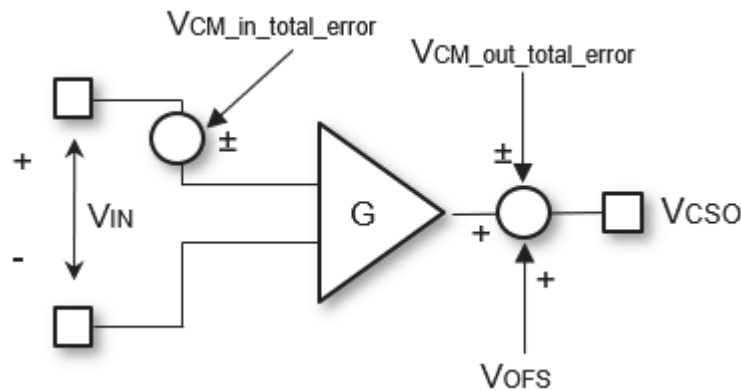 VCM_in_total_error
VCM_out_total_error
±
±
+
VIN
-
G
+
VCSO
+
VOFS